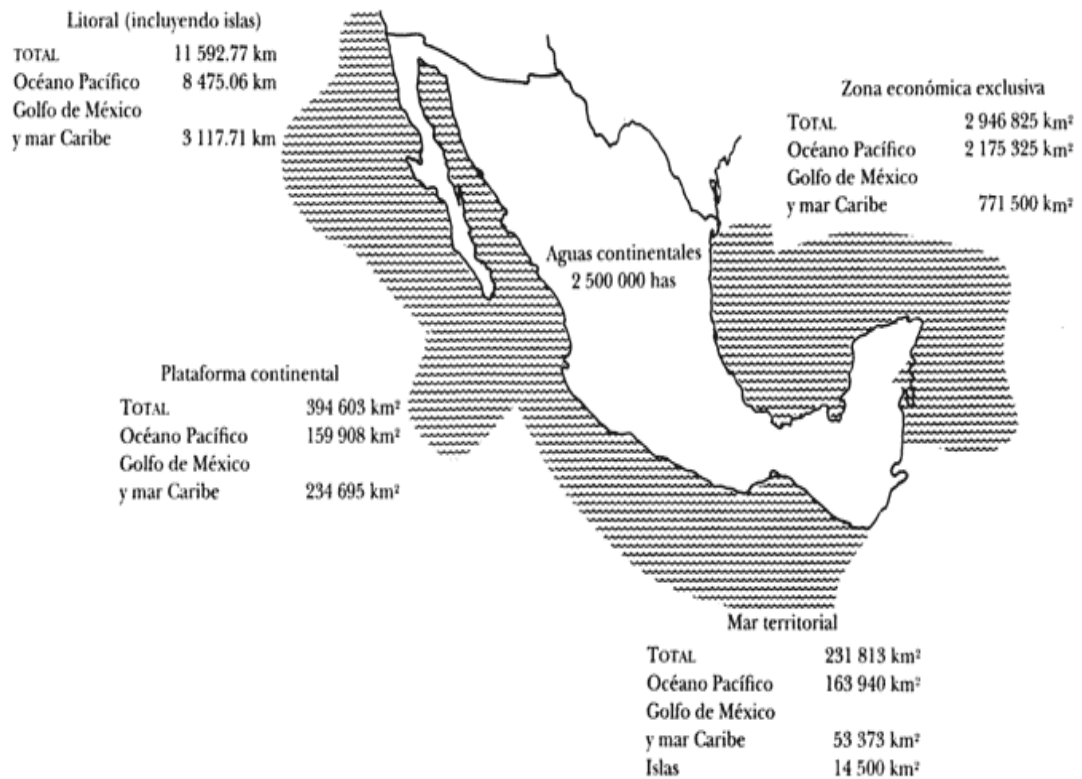 Litoral (incluyendo islas)
TOTAL 11 592.77 km
Océano Pacífico 8 475.06 km
Golfo de México
y mar Caribe 3 117.71 km
Zona económica exclusiva
TOTAL 2 946 825 km²
Océano Pacífico 2 175 325 km²
Golfo de México
y mar Caribe 771 500 km²
Aguas continentales
2 500 000 has
Plataforma continental
TOTAL 394 603 km²
Océano Pacífico 159 908 km²
Golfo de México
y mar Caribe 234 695 km²
Mar territorial
TOTAL 231 813 km²
Océano Pacífico 163 940 km²
Golfo de México
y mar Caribe 53 373 km²
Islas 14 500 km²